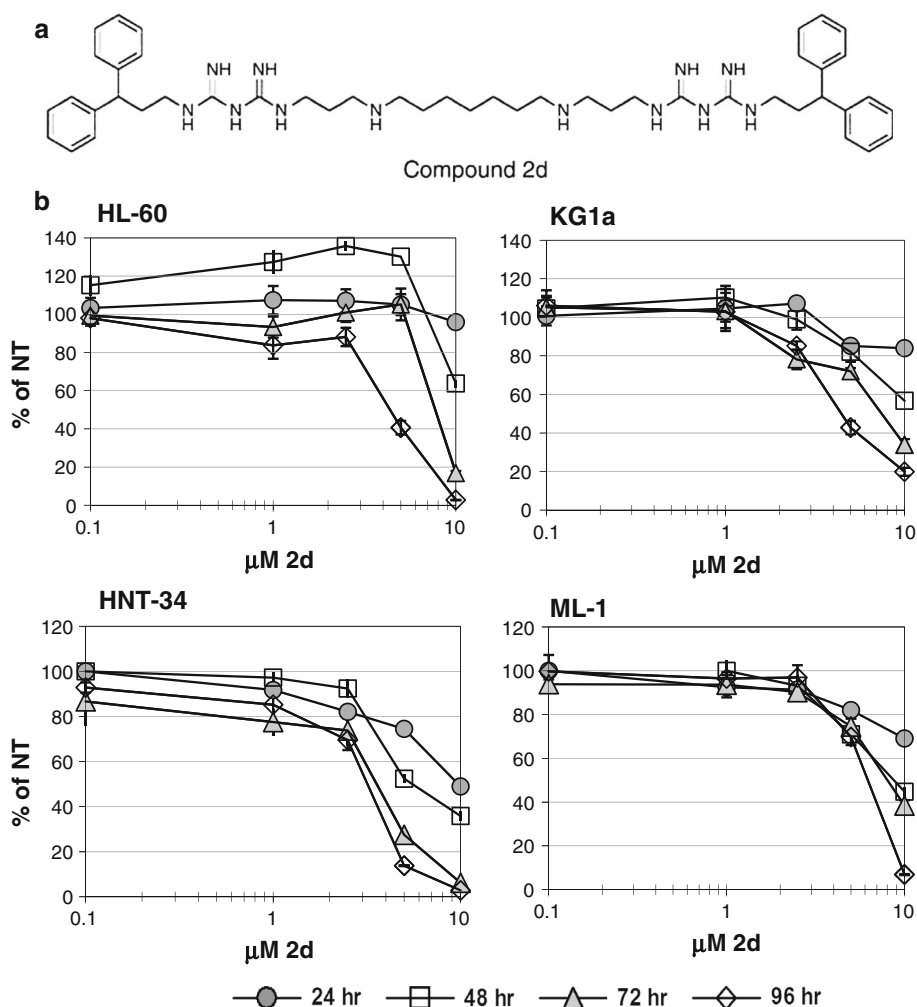 a
NH NH NH NH
N H N H N H N H N H N H N H N H
Compound 2d
b
HL-60
140
120
100
80
60
40
20
0
% of NT
0.1 1 10
μM 2d
KG1a
140
120
100
80
60
40
20
0
0.1 1 10
μM 2d
HNT-34
120
100
80
60
40
20
0
% of NT
0.1 1 10
μM 2d
ML-1
120
100
80
60
40
20
0
0.1 1 10
μM 2d
24 hr 48 hr 72 hr 96 hr